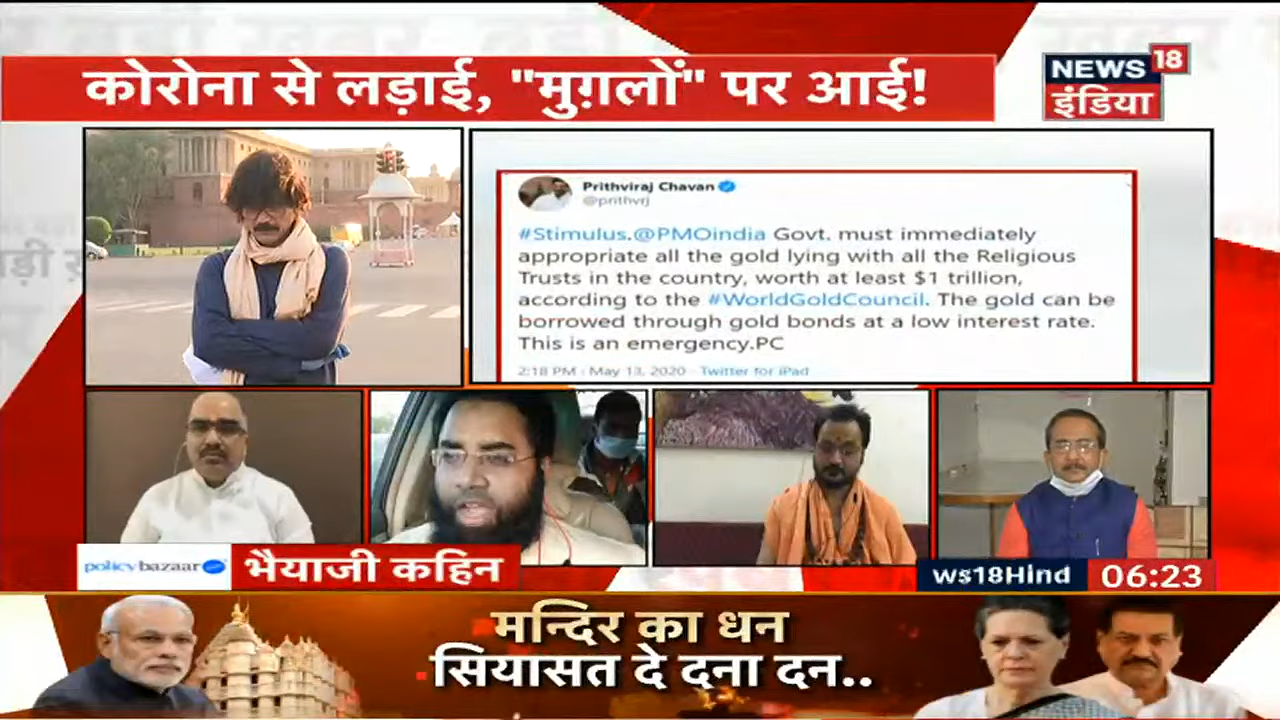 कोरोना से लड़ाई, "मुग़लों" पर आई!
NEWS 18
इंडिया
Prithviraj Chavan
@prithvrj
#Stimulus.@PMOindia Govt. must immediately
appropriate all the gold lying with all the Religious
Trusts in the country, worth at least $1 trillion,
according to the #WorldGoldCouncil. The gold can be
borrowed through gold bonds at a low interest rate.
This is an emergency.PC
2:18 PM · May 13, 2020 · Twitter for iPad
policybazaar
भैयाजी कहिन
ws18Hind
06:23
मन्दिर का धन
सियासत दे दना दन..